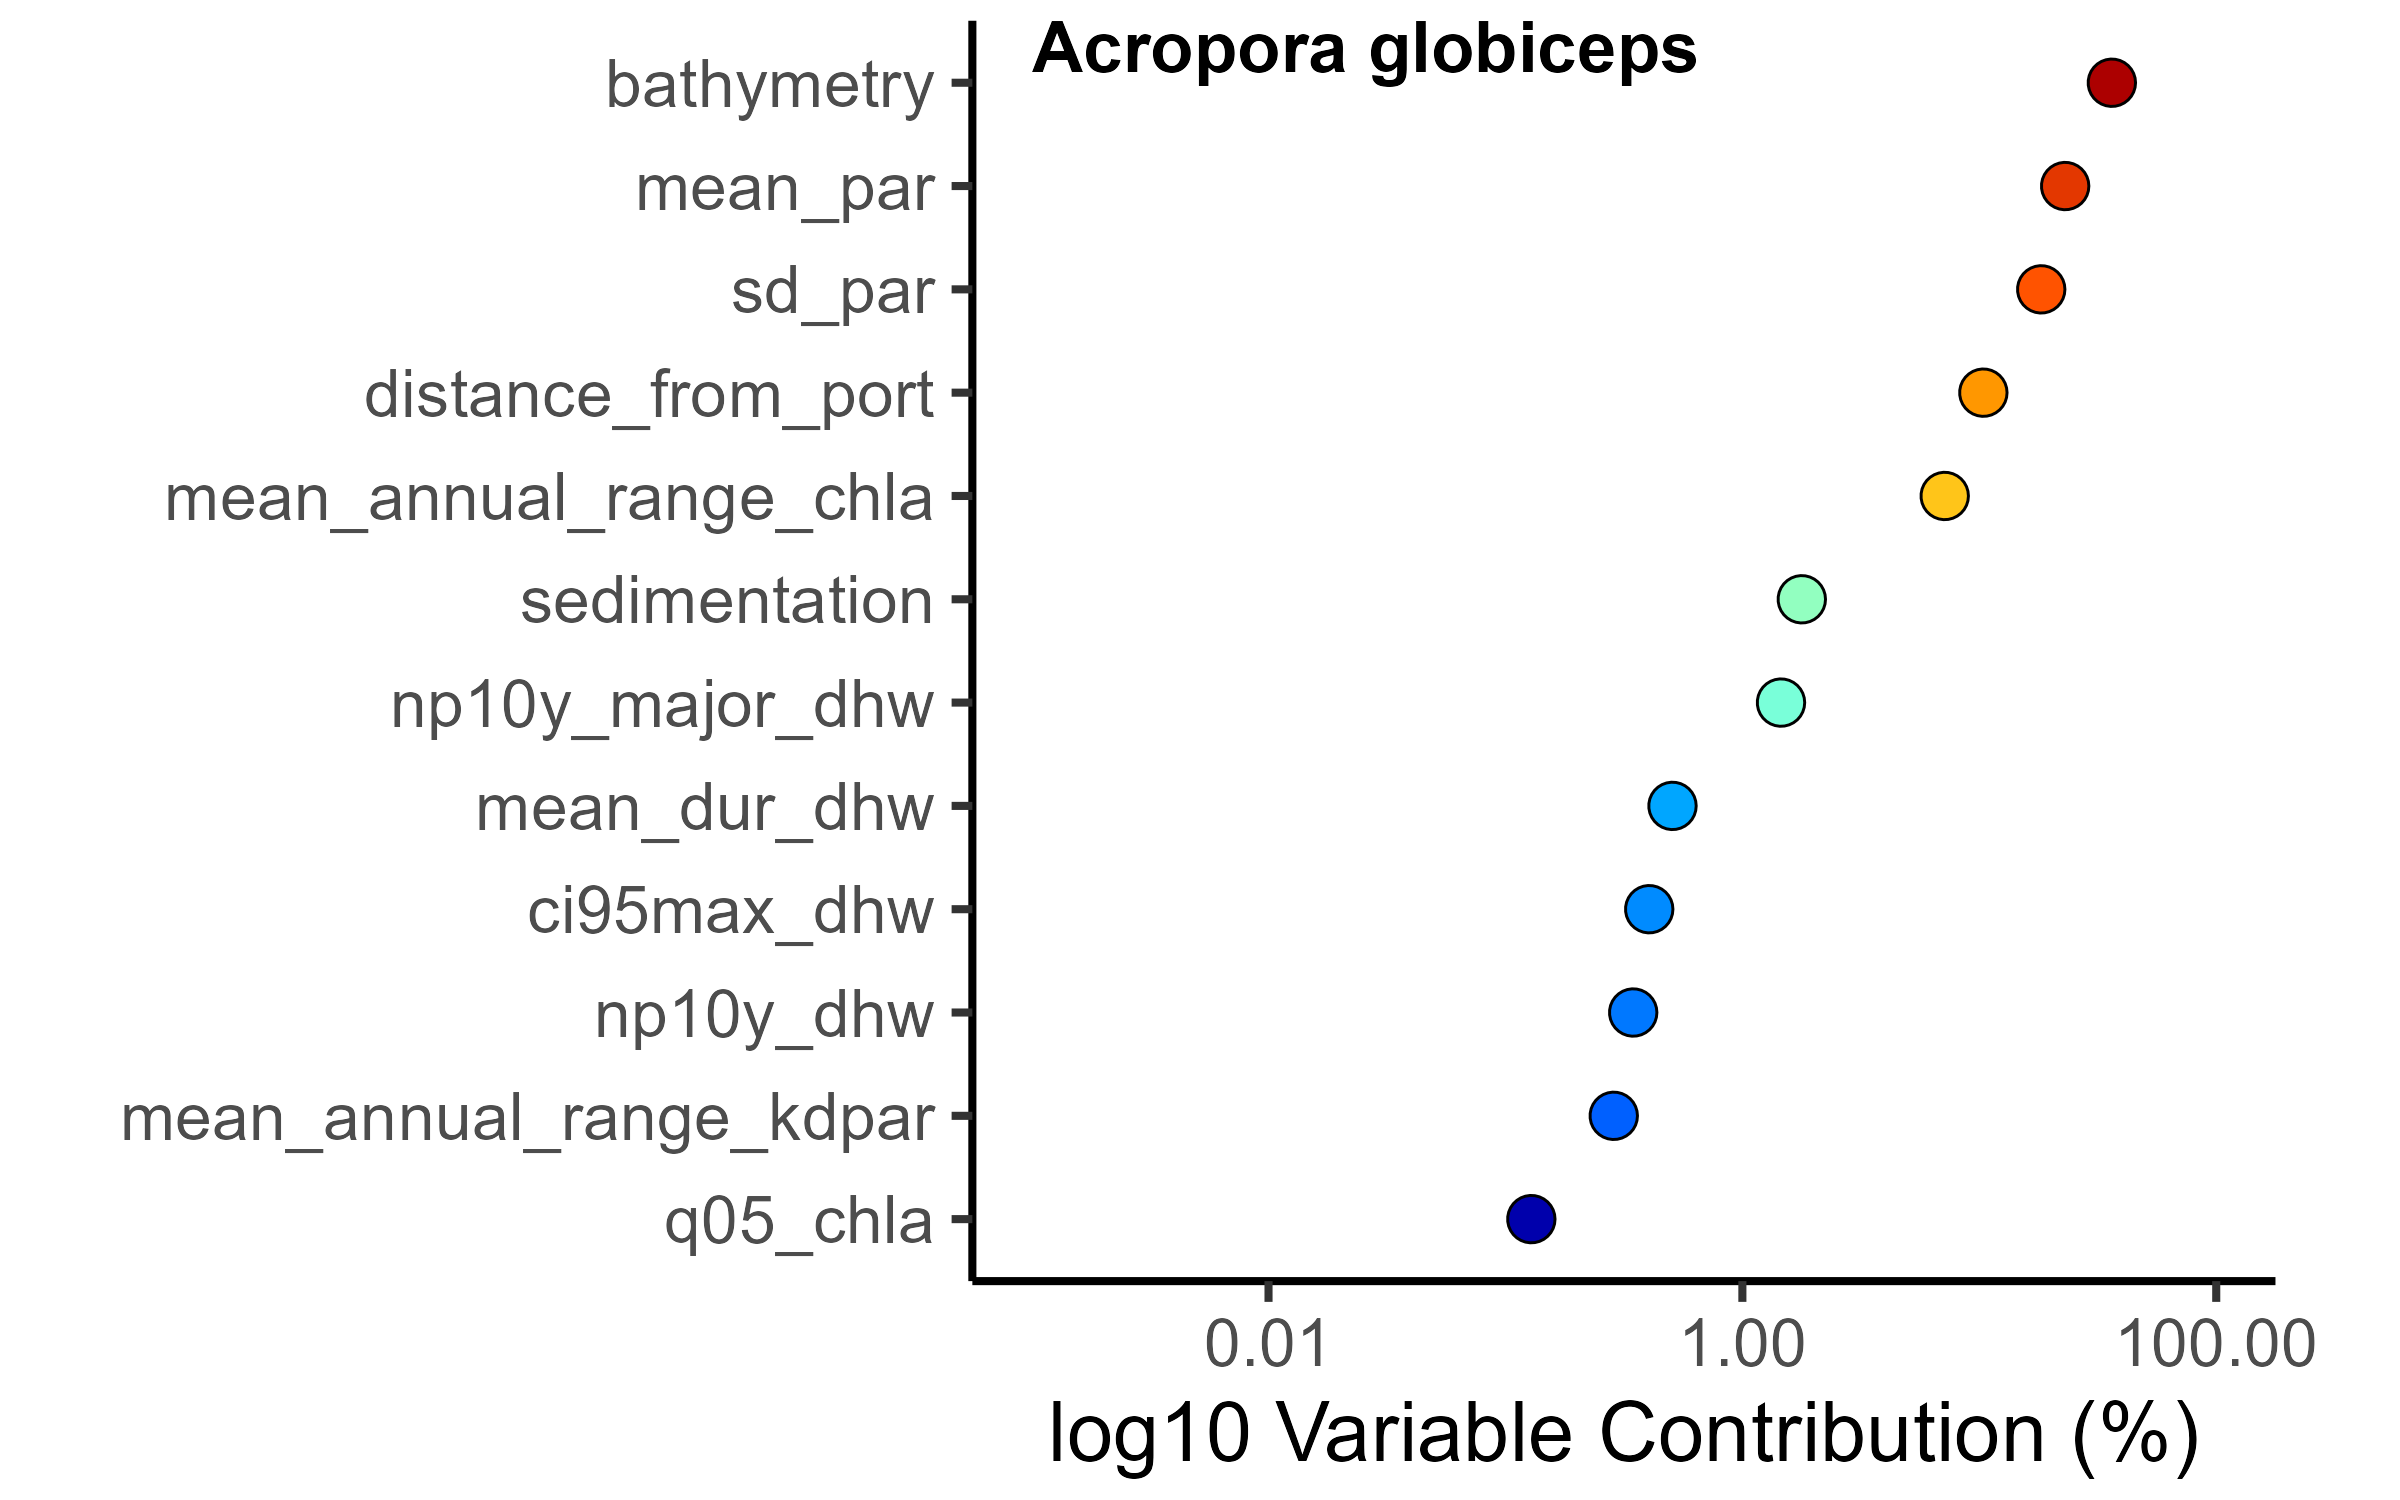 Acropora globiceps
bathymetry
mean_par
sd_par
distance_from_port
mean_annual_range_chla
sedimentation
np10y_major_dhw
mean_dur_dhw
ci95max_dhw
np10y_dhw
mean_annual_range_kdpar
q05_chla
0.01 1.00 100.00
log10 Variable Contribution (%)